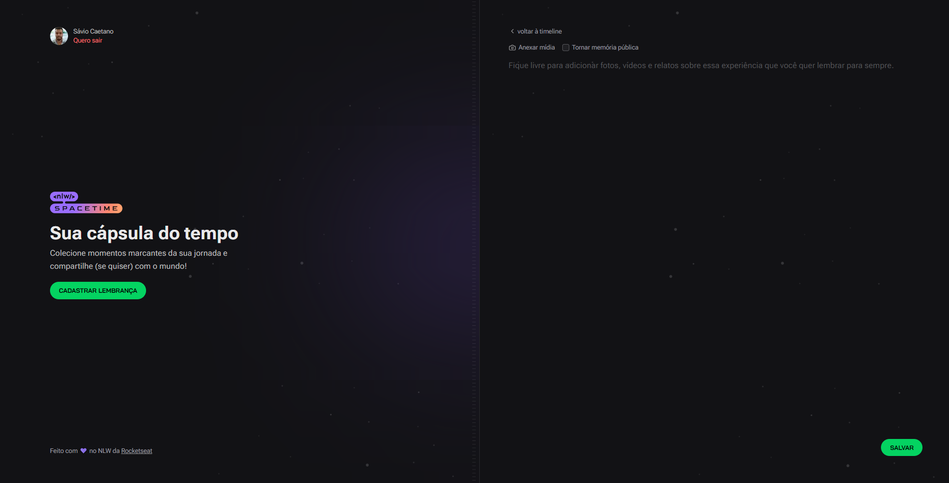 Sávio Caetano
Quero sair
<nlw/>
SPACETIME
Sua cápsula do tempo
Colecione momentos marcantes da sua jornada e
compartilhe (se quiser) com o mundo!
CADASTRAR LEMBRANÇA
Feito com 💜 no NLW da Rocketseat
voltar à timeline
Anexar mídia Tornar memória pública
Fique livre para adicionar fotos, vídeos e relatos sobre essa experiência que você quer lembrar para sempre.
SALVAR